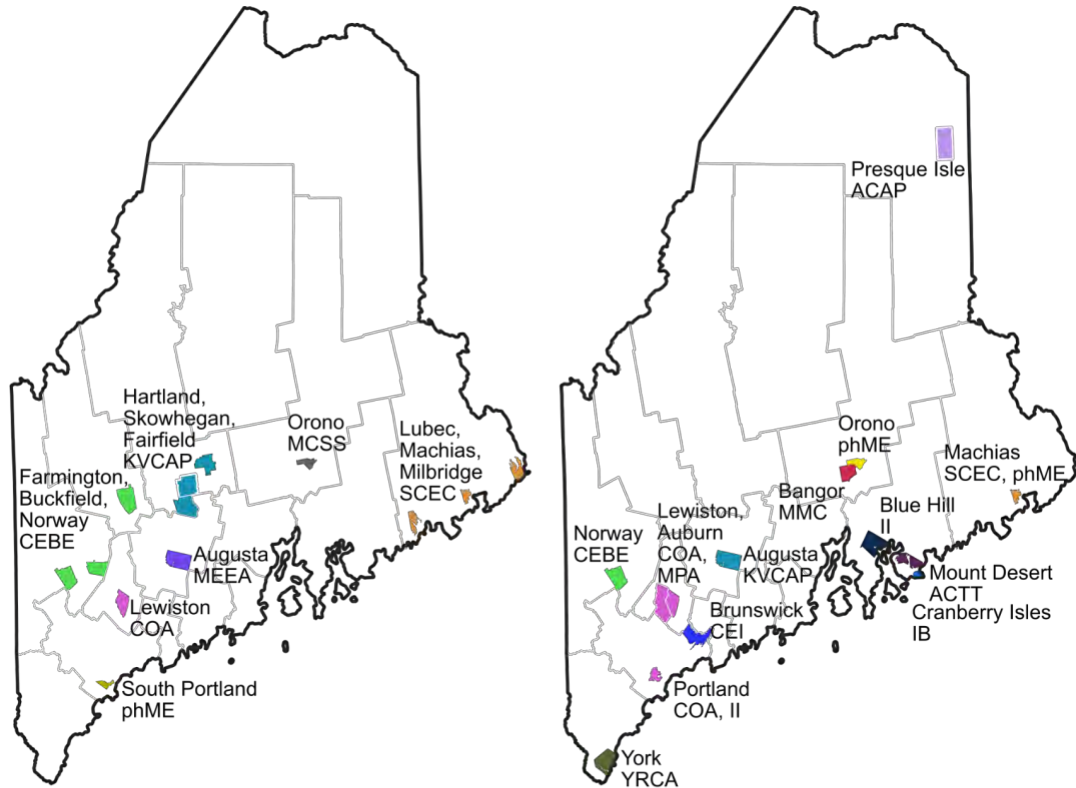 Hartland,
Skowhegan,
Fairfield
KVCAP
Orono
MCSS
Lubec,
Machias,
Milbridge
SCEC
Farmington,
Buckfield,
Norway
CEBE
Augusta
MEEA
Lewiston
COA
South Portland
phME
Presque Isle
ACAP
Orono
phME
Machias
SCEC, phME
Bangor
MMC
Blue Hill
II
Lewiston,
Auburn
COA,
MPA
Norway
CEBE
Augusta
KVCAP
Mount Desert
ACTT
Cranberry Isles
IB
Brunswick
CEI
Portland
COA, II
York
YRCA